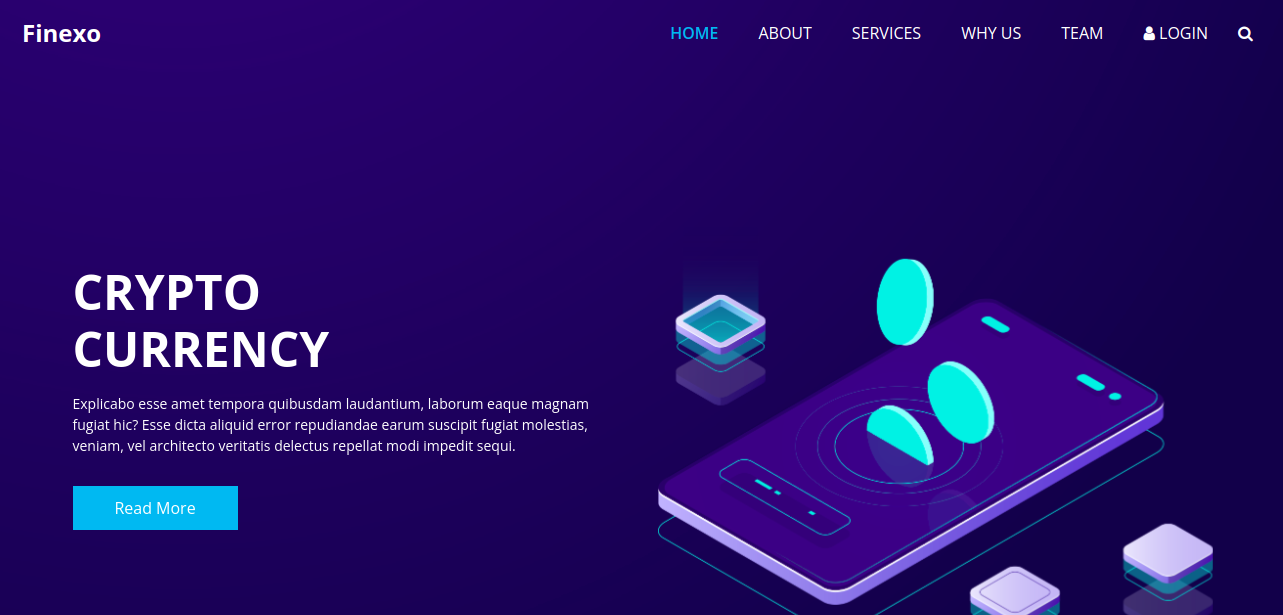 Finexo
HOME ABOUT SERVICES WHY US TEAM LOGIN
CRYPTO
CURRENCY
Explicabo esse amet tempora quibusdam laudantium, laborum eaque magnam
fugiat hic? Esse dicta aliquid error repudiandae earum suscipit fugiat molestias,
veniam, vel architecto veritatis delectus repellat modi impedit sequi.
Read More